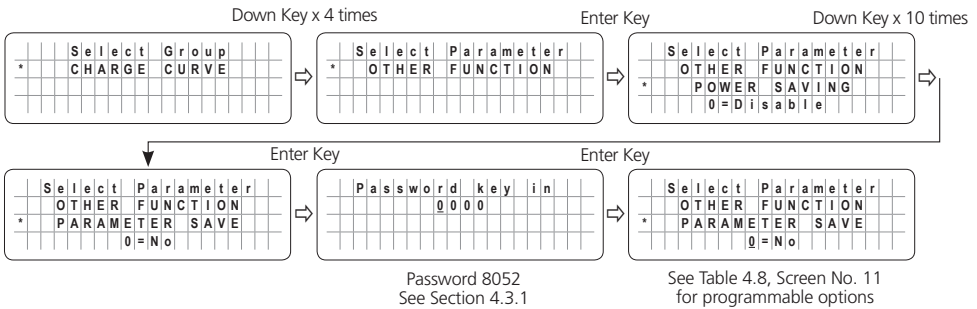 Down Key x 4 times
Enter Key
Down Key x 10 times
Select Group
* CHARGE CURVE
Select Parameter
* OTHER FUNCTION
Select Parameter
OTHER FUNCTION
* POWER SAVING
0=Disable
Enter Key
Enter Key
Select Parameter
OTHER FUNCTION
* PARAMETER SAVE
0=No
Password key in
0000
Select Parameter
OTHER FUNCTION
* PARAMETER SAVE
0=No
Password 8052
See Section 4.3.1
See Table 4.8, Screen No. 11
for programmable options